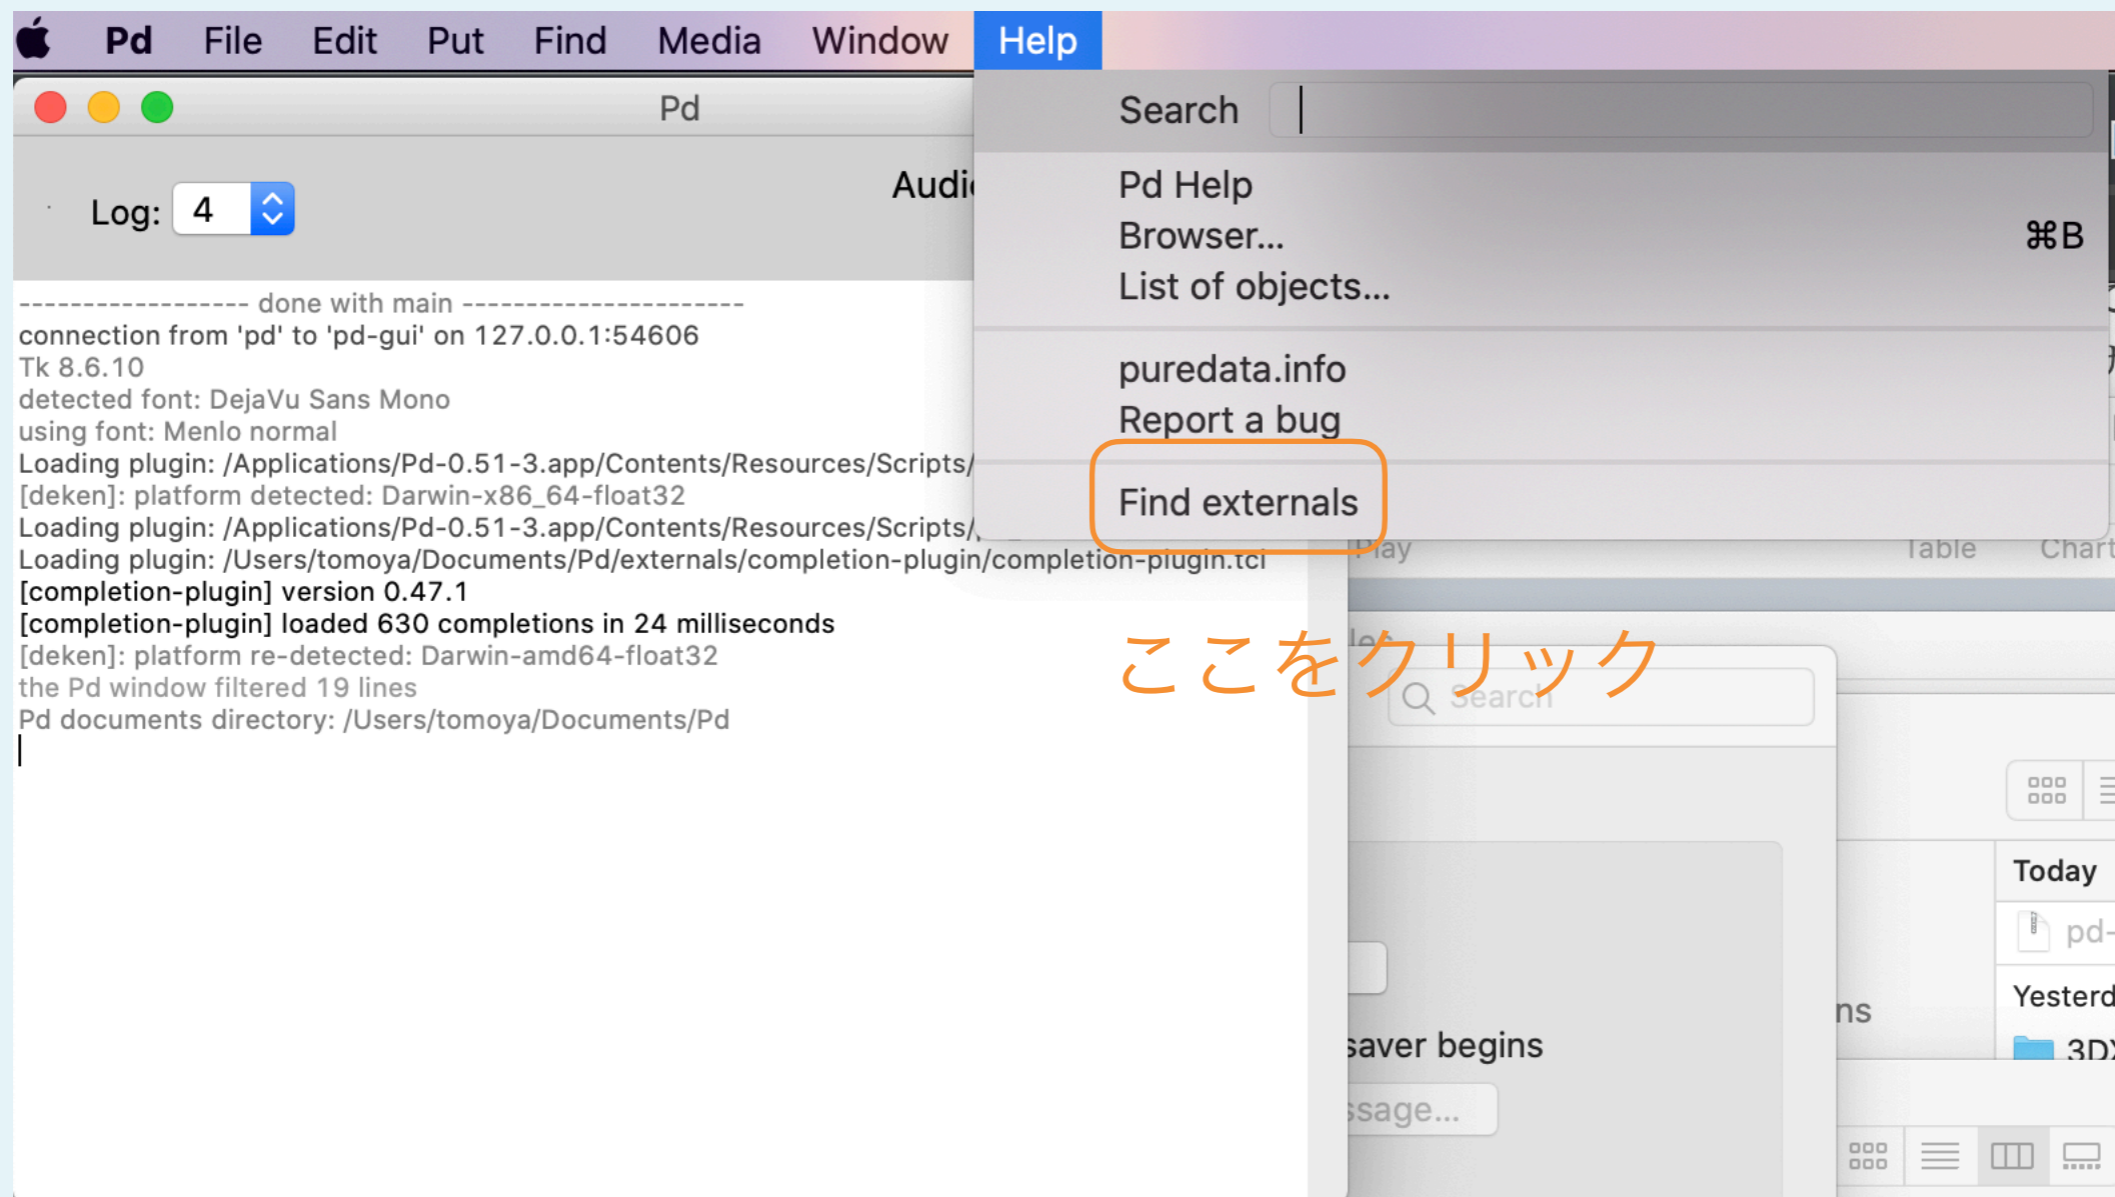 Pd File Edit Put Find Media Window Help
Pd
Search
Log: 4
Pd Help
Browser... ⌘B
List of objects...
puredata.info
Report a bug
Find externals
------------------ done with main ----------------------
connection from 'pd' to 'pd-gui' on 127.0.0.1:54606
Tk 8.6.10
detected font: DejaVu Sans Mono
using font: Menlo normal
Loading plugin: /Applications/Pd-0.51-3.app/Contents/Resources/Scripts/
[deken]: platform detected: Darwin-x86_64-float32
Loading plugin: /Applications/Pd-0.51-3.app/Contents/Resources/Scripts/
Loading plugin: /Users/tomoya/Documents/Pd/externals/completion-plugin/completion-plugin.tcl
[completion-plugin] version 0.47.1
[completion-plugin] loaded 630 completions in 24 milliseconds
[deken]: platform re-detected: Darwin-amd64-float32
the Pd window filtered 19 lines
Pd documents directory: /Users/tomoya/Documents/Pd
Play Table Chart
ここをクリック
Search
Today
pd-
saver begins